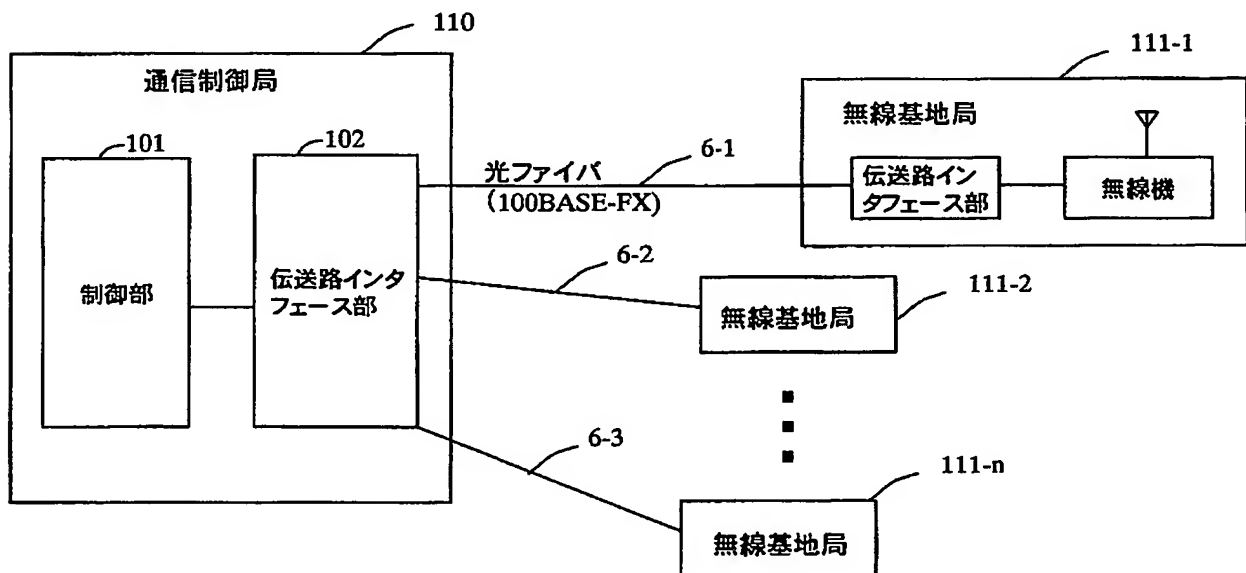 110
通信制御局
101
制御部
102
伝送路インタ
フェース部
光ファイバ
(100BASE-FX)
6-1
111-1
無線基地局
伝送路イン
タフェース部
無線機
6-2
111-2
無線基地局
6-3
111-n
無線基地局